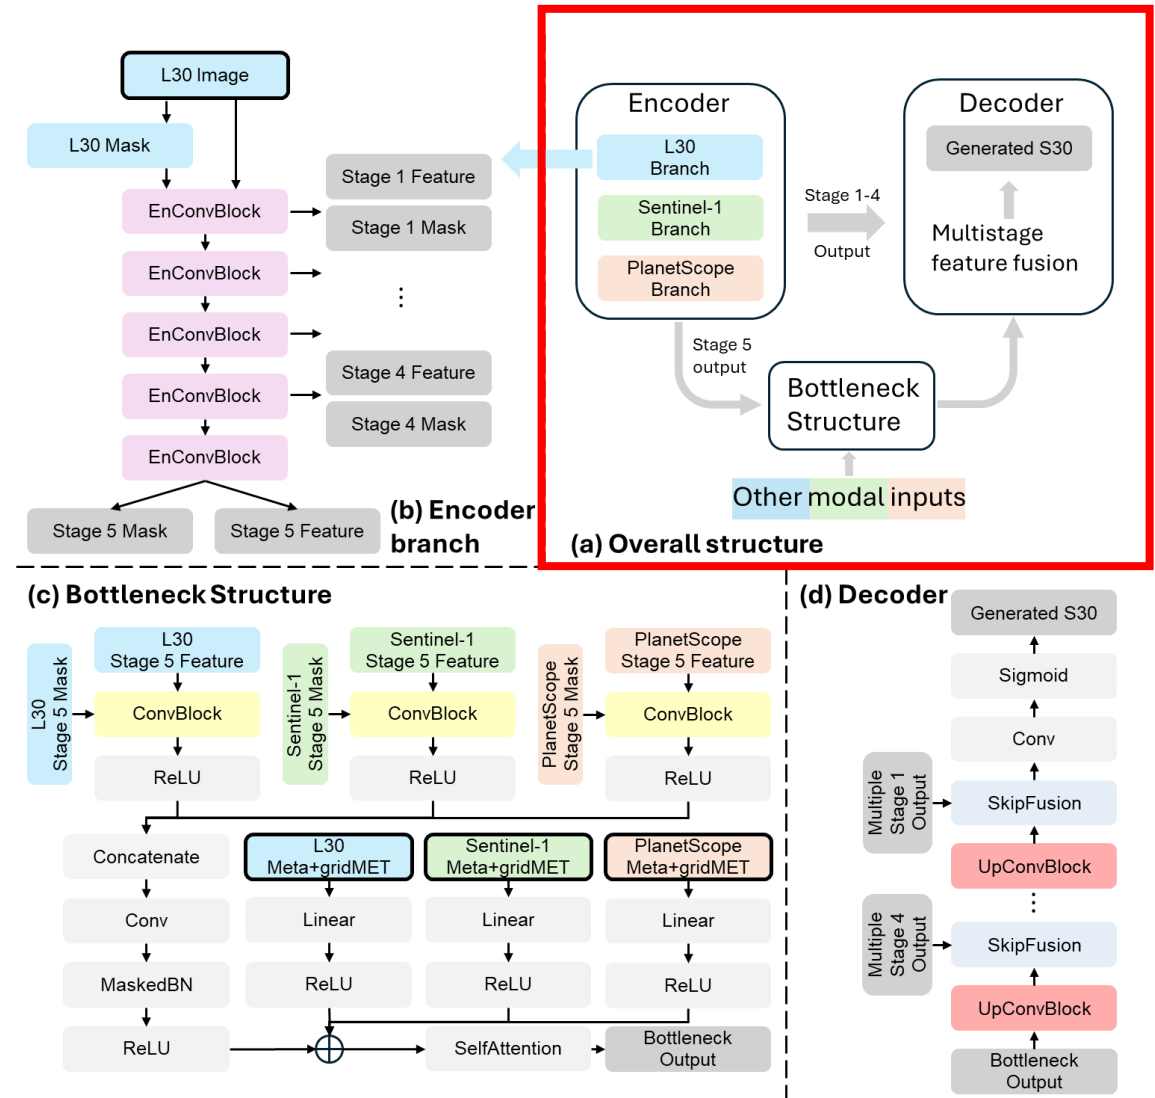 L30 Image
L30 Mask
EnConvBlock
EnConvBlock
EnConvBlock
EnConvBlock
EnConvBlock
Stage 1 Feature
Stage 1 Mask
⋮
Stage 4 Feature
Stage 4 Mask
Stage 5 Mask
Stage 5 Feature
(b) Encoder
branch
Encoder
L30
Branch
Sentinel-1
Branch
PlanetScope
Branch
Stage 1-4
Output
Decoder
Generated S30
Multistage
feature fusion
Stage 5
output
Bottleneck
Structure
Other modal inputs
(a) Overall structure
(c) Bottleneck Structure
L30
Stage 5 Mask
L30
Stage 5 Feature
ConvBlock
ReLU
Sentinel-1
Stage 5 Mask
Sentinel-1
Stage 5 Feature
ConvBlock
ReLU
PlanetScope
Stage 5 Mask
PlanetScope
Stage 5 Feature
ConvBlock
ReLU
Concatenate
Conv
MaskedBN
ReLU
L30
Meta+gridMET
Linear
ReLU
Sentinel-1
Meta+gridMET
Linear
ReLU
PlanetScope
Meta+gridMET
Linear
ReLU
SelfAttention
Bottleneck
Output
(d) Decoder
Generated S30
Sigmoid
Conv
Multiple
Stage 1
Output
SkipFusion
UpConvBlock
⋮
Multiple
Stage 4
Output
SkipFusion
UpConvBlock
Bottleneck
Output